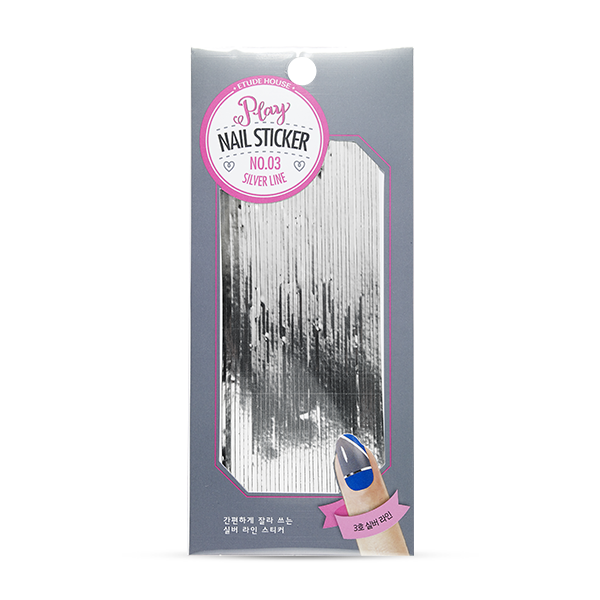 ETUDE HOUSE
Play
NAIL STICKER
NO.03
SILVER LINE
간편하게 잘라 쓰는
실버 라인 스티커
3호 실버 라인